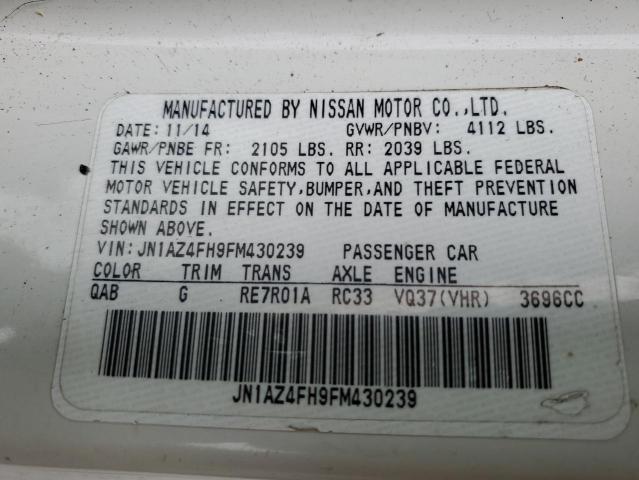 MANUFACTURED BY NISSAN MOTOR CO.,LTD.
DATE: 11/14 GVWR/PNBV: 4112 LBS.
GAWR/PNBE FR: 2105 LBS. RR: 2039 LBS.
THIS VEHICLE CONFORMS TO ALL APPLICABLE FEDERAL
MOTOR VEHICLE SAFETY,BUMPER,AND THEFT PREVENTION
STANDARDS IN EFFECT ON THE DATE OF MANUFACTURE
SHOWN ABOVE.
VIN:JN1AZ4FH9FM430239 PASSENGER CAR
COLOR TRIM TRANS AXLE ENGINE
QAB G RE7R01A RC33 VQ37(VHR) 3696CC
JN1AZ4FH9FM430239